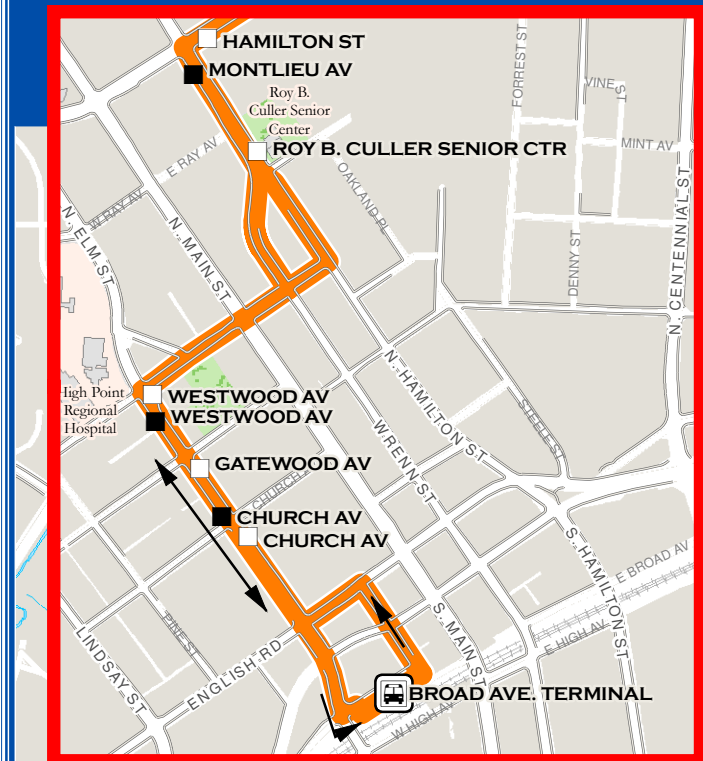 HAMILTON ST
FORREST ST
MONTLIEU AV
VINE ST
Roy B.
Culler Senior
Center
ROY B. CULLER SENIOR CTR
MINT AV
E RAY AV
OAKLAND PL
W RAY AV
N. ELM ST
N. MAIN ST
DENNY ST
N. CENTENNIAL ST
High Point
Regional
Hospital
WESTWOOD AV
WESTWOOD AV
N. HAMILTON ST
STEELE ST
WRENN ST
GATEWOOD AV
CHURCH
CHURCH AV
CHURCH AV
S. HAMILTON ST
E BROAD AV
PINE ST
LINDSAY ST
ENGLISH RD
S. MAIN ST
E HIGH AV
BROAD AVE. TERMINAL
W HIGH AV